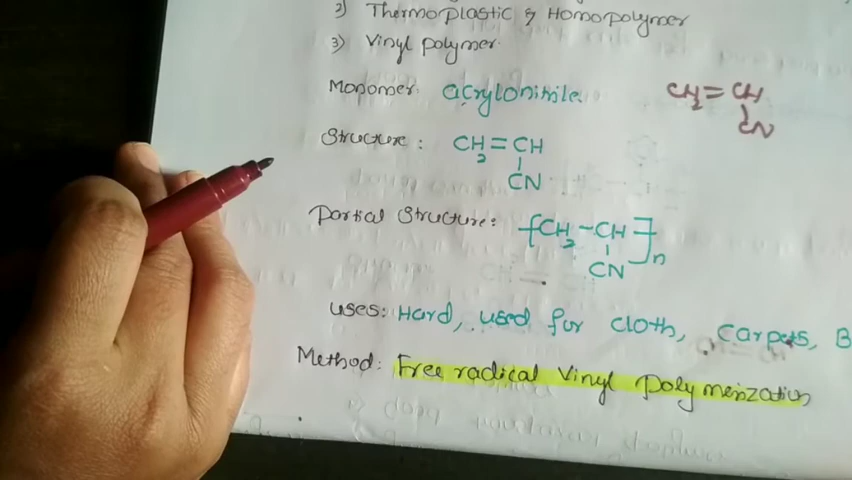 2) Thermoplastic & Homopolymer
3) Vinyl polymer
Monomer: acrylonitrile
CH2=CH
CN
Structure: CH2=CH
CN
Partial Structure: [CH2-CH]n
CN
uses: Hard, used for cloth, carpets, B
Method: Free radical Vinyl polymerization